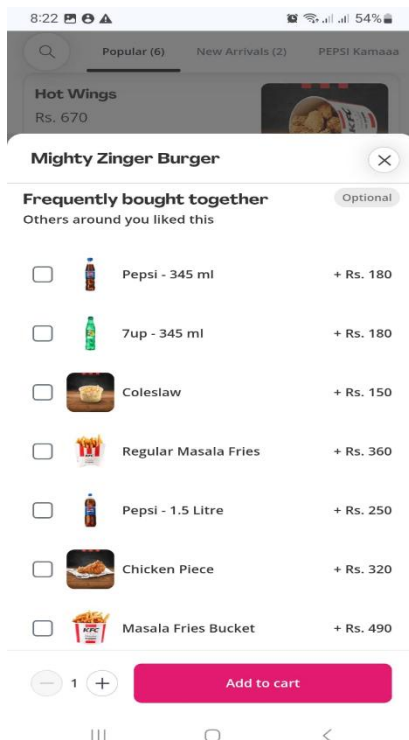 8:22
54%
Popular (6) New Arrivals (2) PEPSI Kamaaa
Hot Wings
Rs. 670
KFC
Mighty Zinger Burger
Frequently bought together
Optional
Others around you liked this
Pepsi - 345 ml + Rs. 180
7up - 345 ml + Rs. 180
Coleslaw + Rs. 150
Regular Masala Fries + Rs. 360
Pepsi - 1.5 Litre + Rs. 250
Chicken Piece + Rs. 320
KFC
Masala Fries Bucket + Rs. 490
1
Add to cart